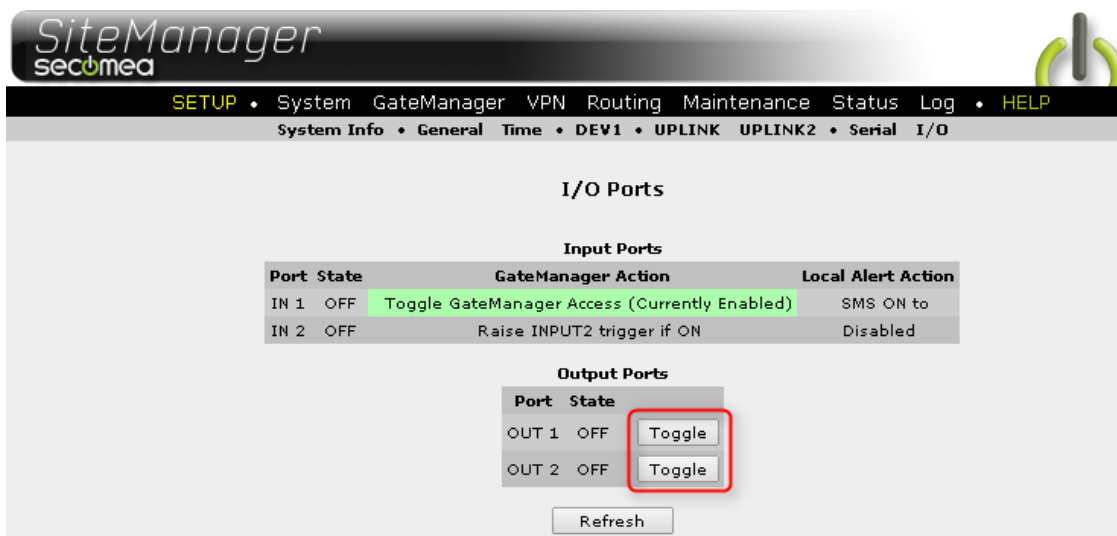 SiteManager
secomea
SETUP • System GateManager VPN Routing Maintenance Status Log • HELP
System Info • General Time • DEV1 • UPLINK UPLINK2 • Serial I/O
I/O Ports
Input Ports
Port State GateManager Action Local Alert Action
IN 1 OFF Toggle GateManager Access (Currently Enabled) SMS ON to
IN 2 OFF Raise INPUT2 trigger if ON Disabled
Output Ports
Port State
OUT 1 OFF Toggle
OUT 2 OFF Toggle
Refresh